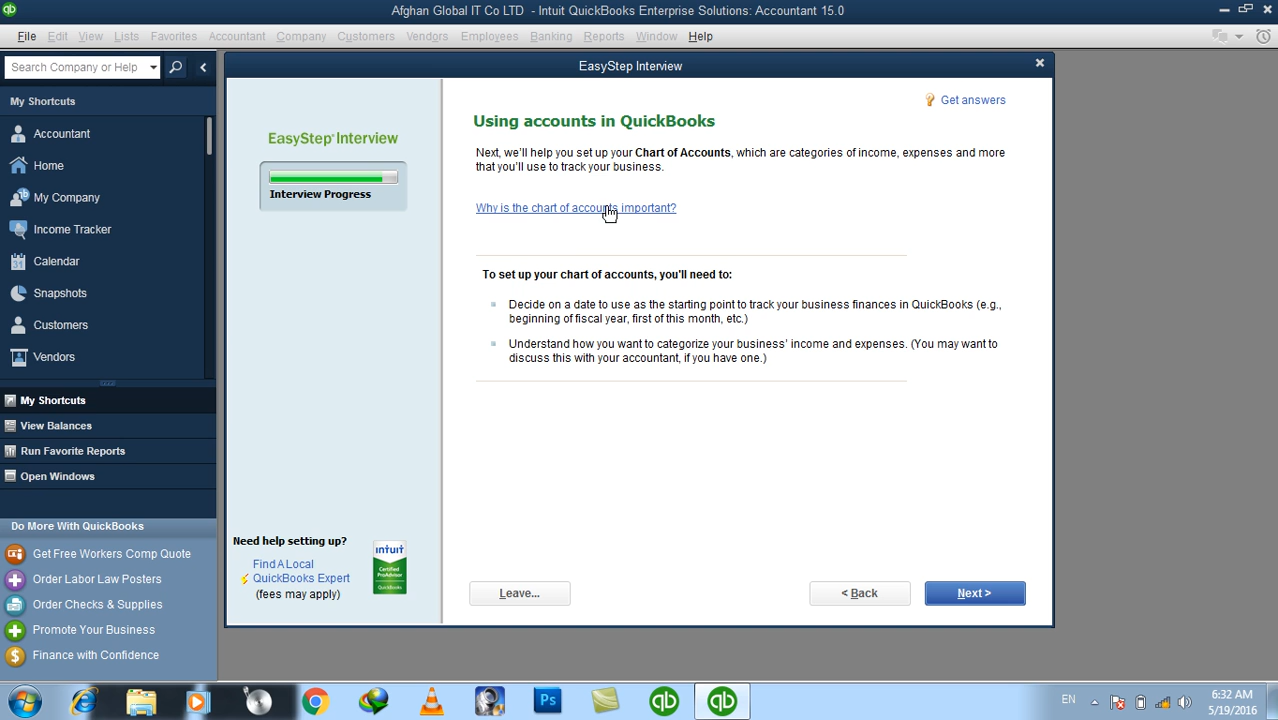 Afghan Global IT Co LTD - Intuit QuickBooks Enterprise Solutions: Accountant 15.0
File Edit View Lists Favorites Accountant Company Customers Vendors Employees Banking Reports Window Help
Search Company or Help
My Shortcuts
Accountant
Home
My Company
Income Tracker
Calendar
Snapshots
Customers
Vendors
My Shortcuts
View Balances
Run Favorite Reports
Open Windows
Do More With QuickBooks
Get Free Workers Comp Quote
Order Labor Law Posters
Order Checks & Supplies
Promote Your Business
Finance with Confidence
EasyStep Interview
EasyStep Interview
Interview Progress
Need help setting up?
Find A Local
QuickBooks Expert
(fees may apply)
intuit
Certified
ProAdvisor
QuickBooks
Get answers
Using accounts in QuickBooks
Next, we'll help you set up your Chart of Accounts, which are categories of income, expenses and more
that you'll use to track your business.
Why is the chart of accounts important?
To set up your chart of accounts, you'll need to:
Decide on a date to use as the starting point to track your business finances in QuickBooks (e.g.,
beginning of fiscal year, first of this month, etc.)
Understand how you want to categorize your business' income and expenses. (You may want to
discuss this with your accountant, if you have one.)
Leave...
< Back
Next >
qb
Ps
qb
qb
EN
6:32 AM
5/19/2016